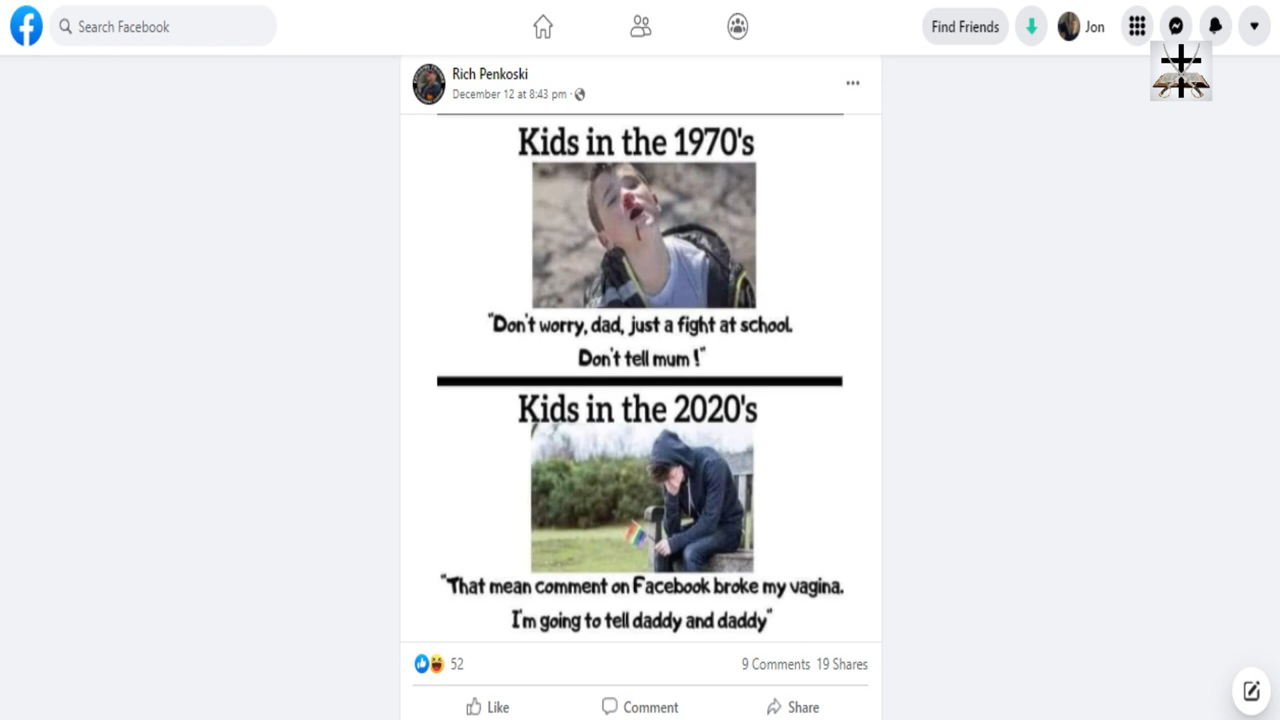 Search Facebook
Find Friends
Jon
Rich Penkoski
December 12 at 8:43 pm ·
Kids in the 1970's
"Don't worry, dad, just a fight at school.
Don't tell mum !"
Kids in the 2020's
"That mean comment on Facebook broke my vagina.
I'm going to tell daddy and daddy"
52
9 Comments 19 Shares
Like Comment Share